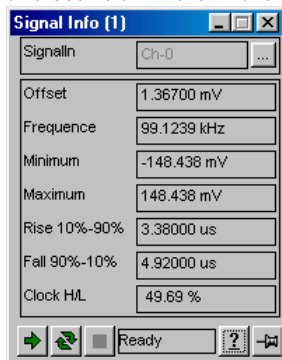 Signal Info (1)
SignalIn Ch-0 ...
Offset 1.36700 mV
Frequence 99.1239 kHz
Minimum -148.438 mV
Maximum 148.438 mV
Rise 10%-90% 3.38000 us
Fall 90%-10% 4.92000 us
Clock H/L 49.69 %
Ready ?